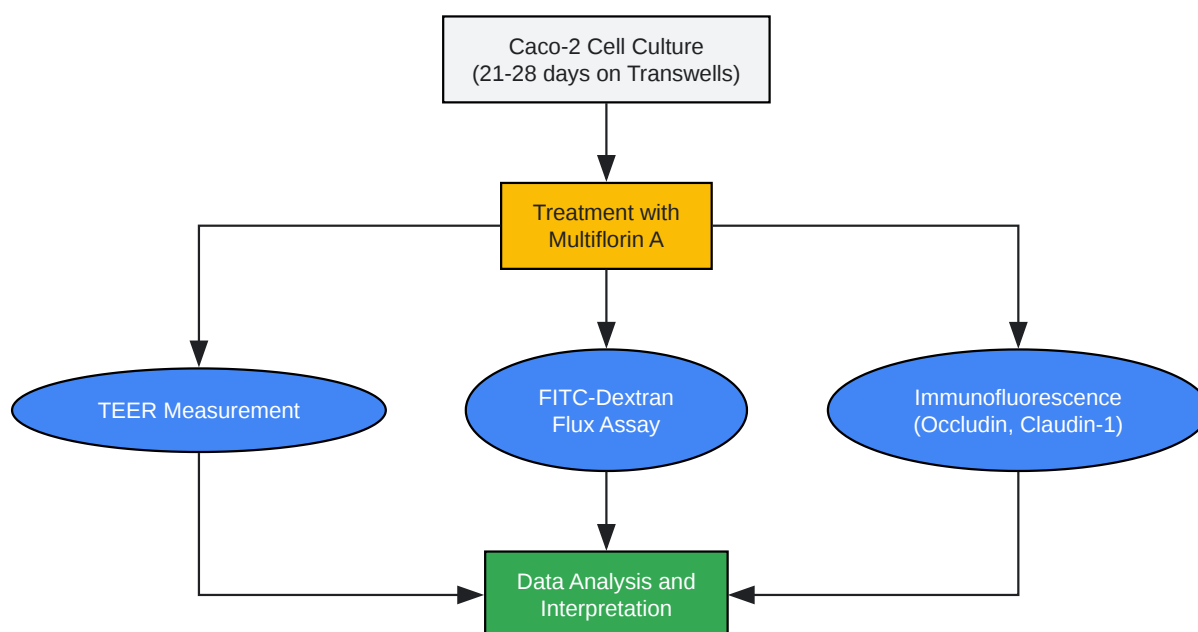 Caco-2 Cell Culture
(21-28 days on Transwells)
Treatment with
Multiflorin A
TEER Measurement
FITC-Dextran
Flux Assay
Immunofluorescence
(Occludin, Claudin-1)
Data Analysis and
Interpretation